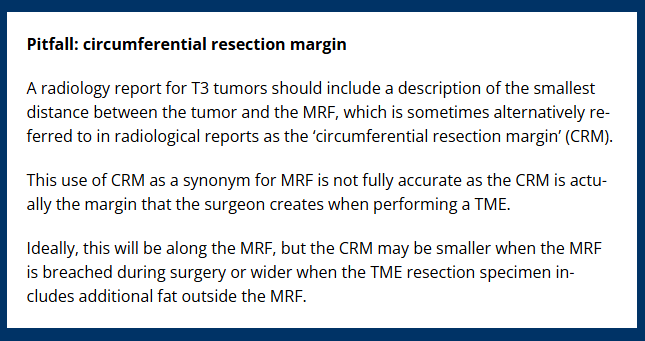 Pitfall: circumferential resection margin
A radiology report for T3 tumors should include a description of the smallest
distance between the tumor and the MRF, which is sometimes alternatively re-
ferred to in radiological reports as the ‘circumferential resection margin’ (CRM).
This use of CRM as a synonym for MRF is not fully accurate as the CRM is actu-
ally the margin that the surgeon creates when performing a TME.
Ideally, this will be along the MRF, but the CRM may be smaller when the MRF
is breached during surgery or wider when the TME resection specimen in-
cludes additional fat outside the MRF.